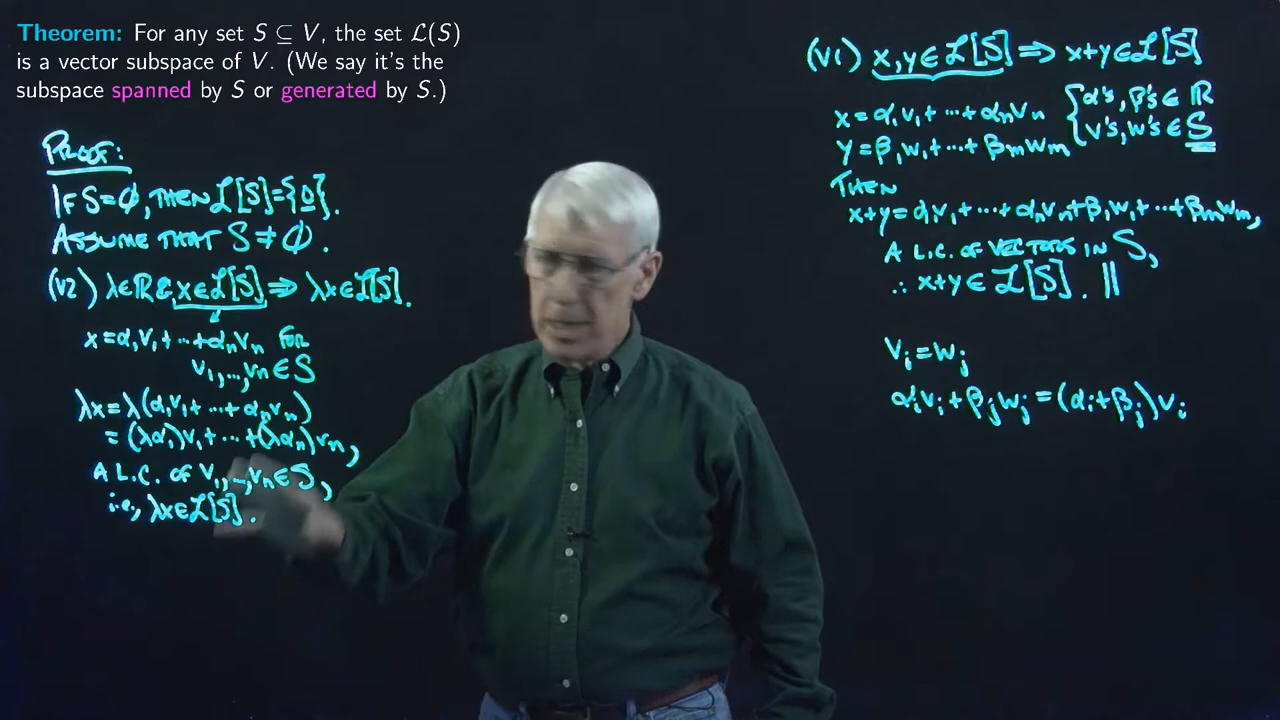 Theorem: For any set S ⊆ V, the set ℒ(S)
is a vector subspace of V. (We say it's the
subspace spanned by S or generated by S.)
PROOF:
IF S=∅, THEN ℒ[S]={0}.
ASSUME THAT S ≠ ∅.
(V2) λ∈ℝ & x∈ℒ[S] ⇒ λx∈ℒ[S].
x=α₁v₁+⋯+αₙvₙ FOR
v₁,…,vₙ∈S
λx=λ(α₁v₁+⋯+αₙvₙ)
=(λα₁)v₁+⋯+(λαₙ)vₙ,
A L.C. OF v₁,…,vₙ∈S,
i.e., λx∈ℒ[S].
(V1) x,y∈ℒ[S] ⇒ x+y∈ℒ[S]
x=α₁v₁+⋯+αₙvₙ { α's, β's∈ℝ
y=β₁w₁+⋯+βₘwₘ { v's, w's∈S
THEN
x+y=α₁v₁+⋯+αₙvₙ+β₁w₁+⋯+βₘwₘ,
A L.C. OF VECTORS IN S,
∴ x+y∈ℒ[S]. ||
vᵢ=wⱼ
αᵢvᵢ+βⱼwⱼ=(αᵢ+βⱼ)vᵢ